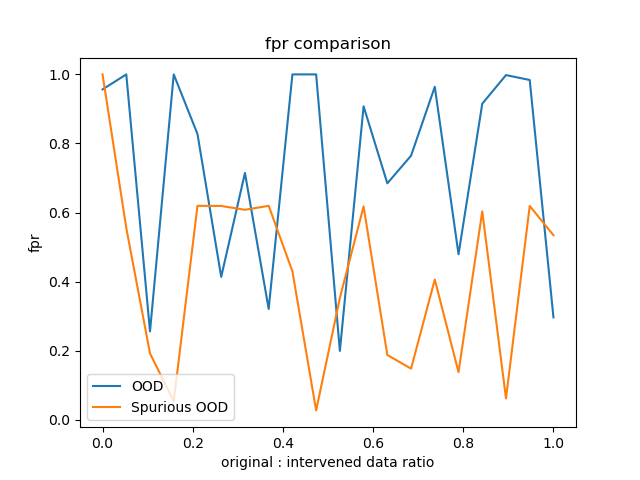 fpr comparison
fpr
1.0
0.8
0.6
0.4
0.2
0.0
OOD
Spurious OOD
0.0 0.2 0.4 0.6 0.8 1.0
original : intervened data ratio